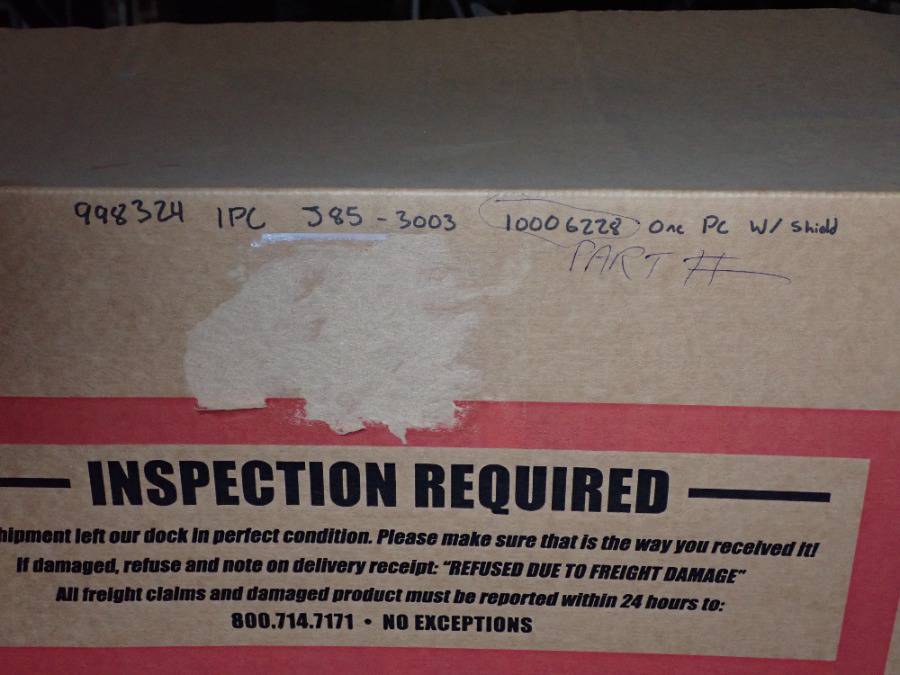 998324 1PC J85-3003 10006228 One PC W/ Shield
PART #
INSPECTION REQUIRED
hipment left our dock in perfect condition. Please make sure that is the way you received it!
If damaged, refuse and note on delivery receipt: "REFUSED DUE TO FREIGHT DAMAGE"
All freight claims and damaged product must be reported within 24 hours to:
800.714.7171 • NO EXCEPTIONS